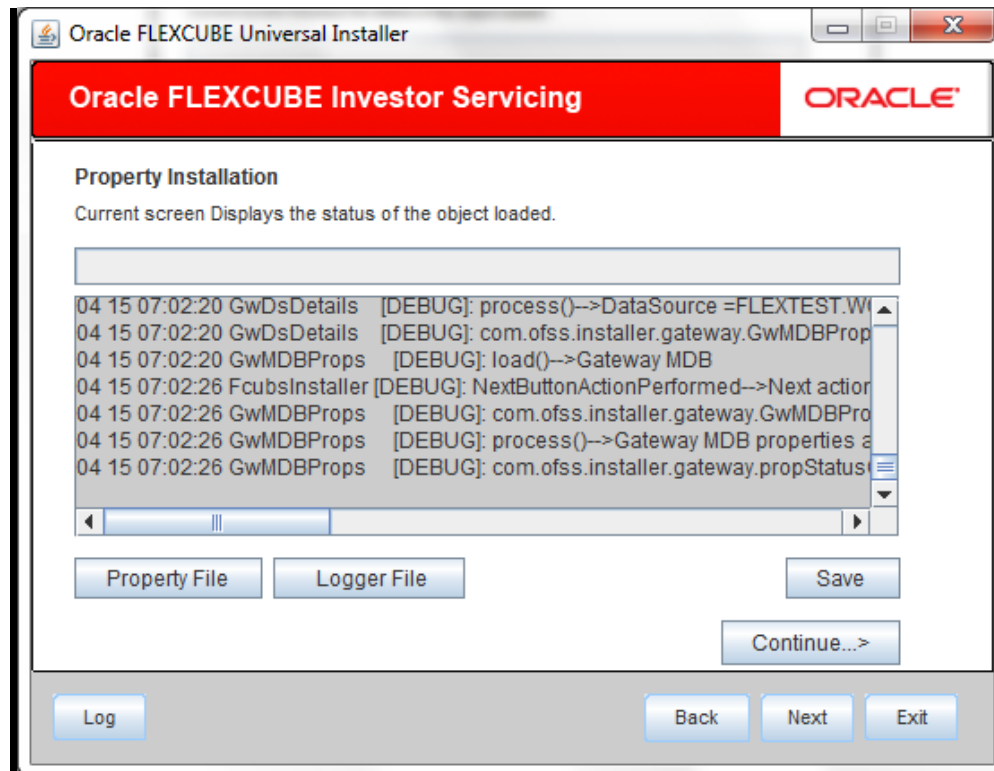 Oracle FLEXCUBE Universal Installer
Oracle FLEXCUBE Investor Servicing
ORACLE
Property Installation
Current screen Displays the status of the object loaded.
04 15 07:02:20 GwDsDetails [DEBUG]: process()-->DataSource =FLEXTEST.W
04 15 07:02:20 GwDsDetails [DEBUG]: com.ofss.installer.gateway.GwMDBProp
04 15 07:02:20 GwMDBProps [DEBUG]: load()-->Gateway MDB
04 15 07:02:26 FcubsInstaller [DEBUG]: NextButtonActionPerformed-->Next action
04 15 07:02:26 GwMDBProps [DEBUG]: com.ofss.installer.gateway.GwMDBPro
04 15 07:02:26 GwMDBProps [DEBUG]: process()-->Gateway MDB properties a
04 15 07:02:26 GwMDBProps [DEBUG]: com.ofss.installer.gateway.propStatus
Property File Logger File Save
Continue...>
Log Back Next Exit